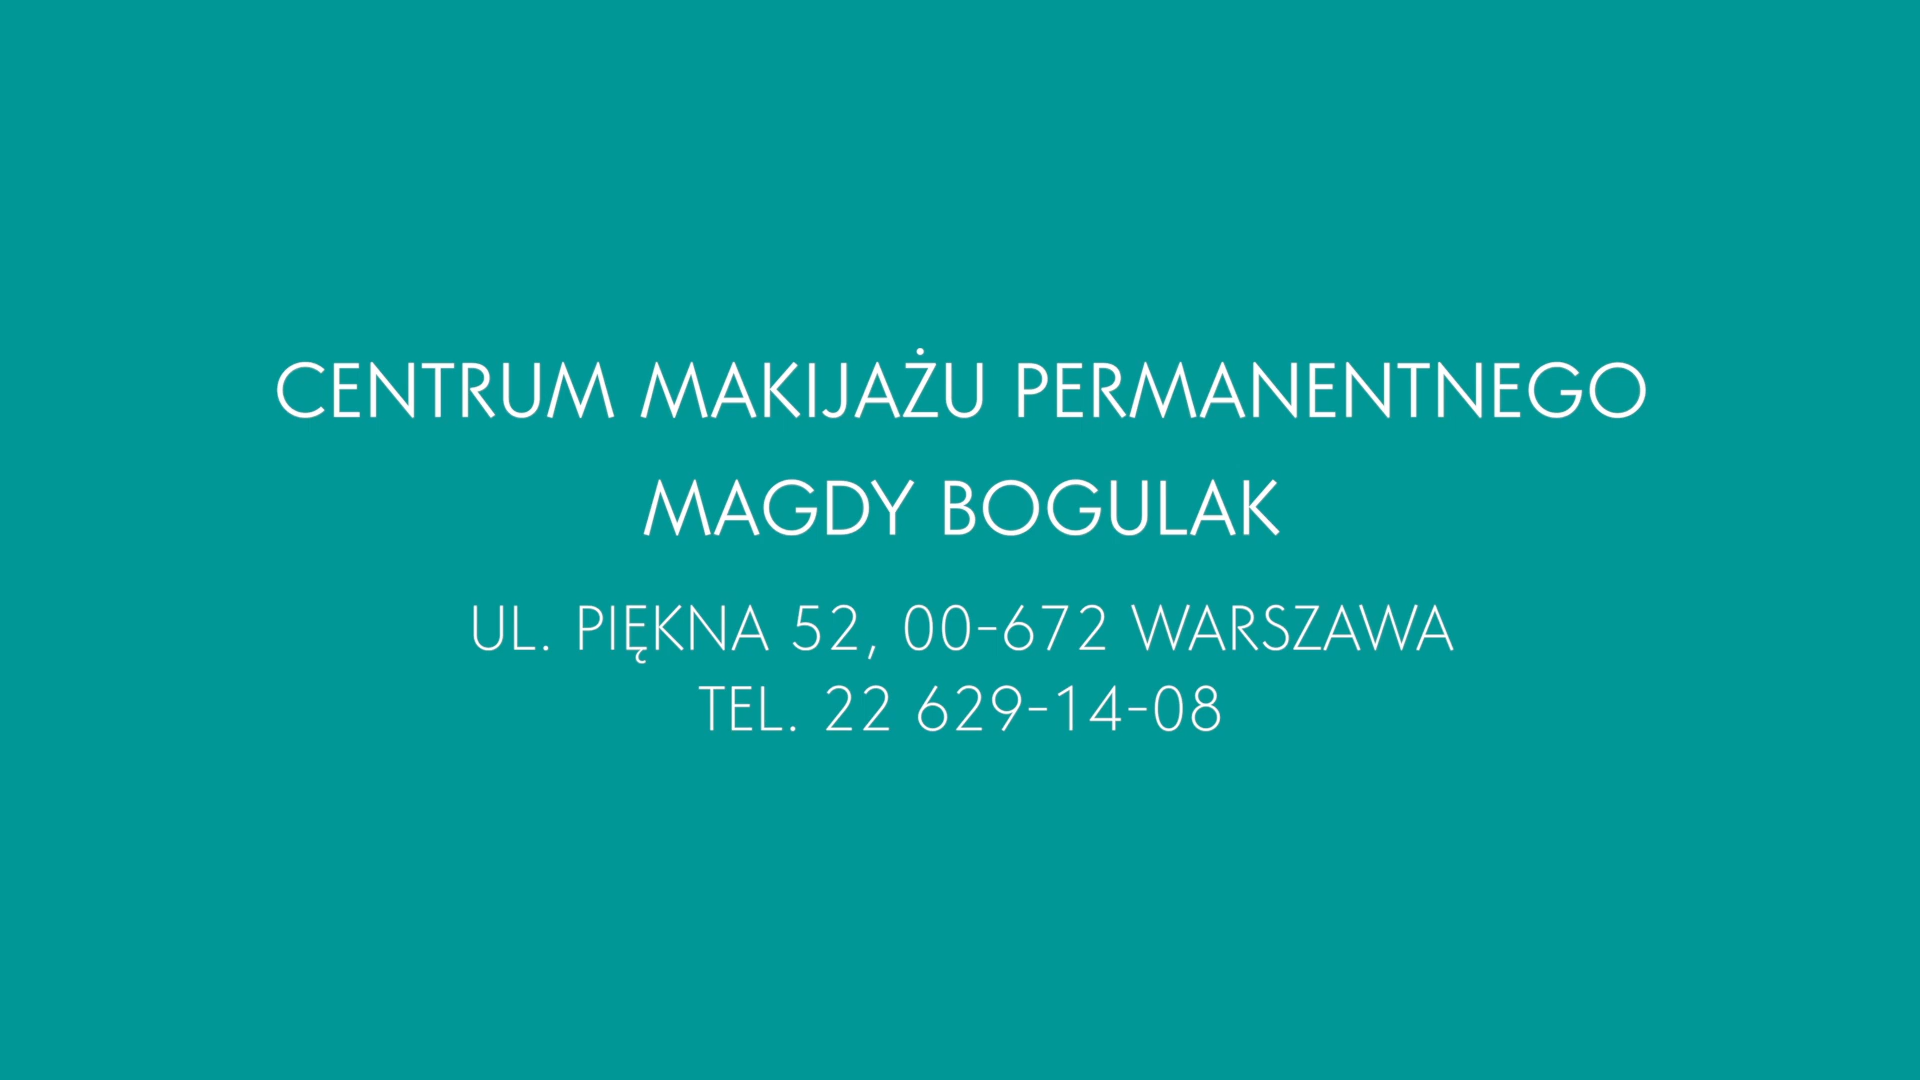 CENTRUM MAKIJAŻU PERMANENTNEGO
MAGDY BOGULAK
UL. PIĘKNA 52, 00-672 WARSZAWA
TEL. 22 629-14-08